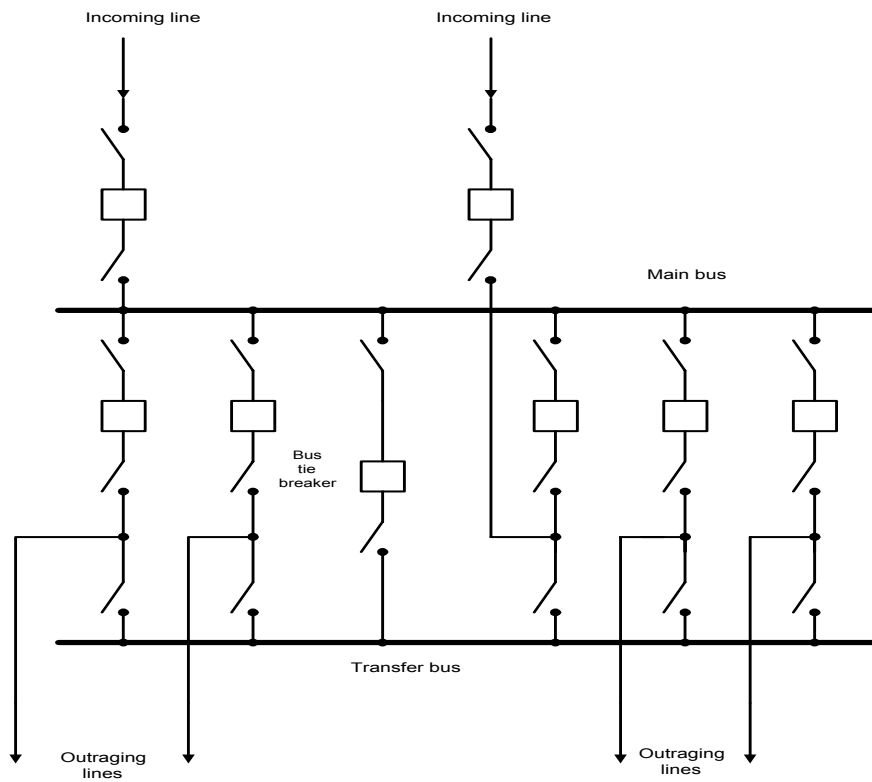 Incoming line
Incoming line
Main bus
Bus
tie
breaker
Transfer bus
Outraging
lines
Outraging
lines